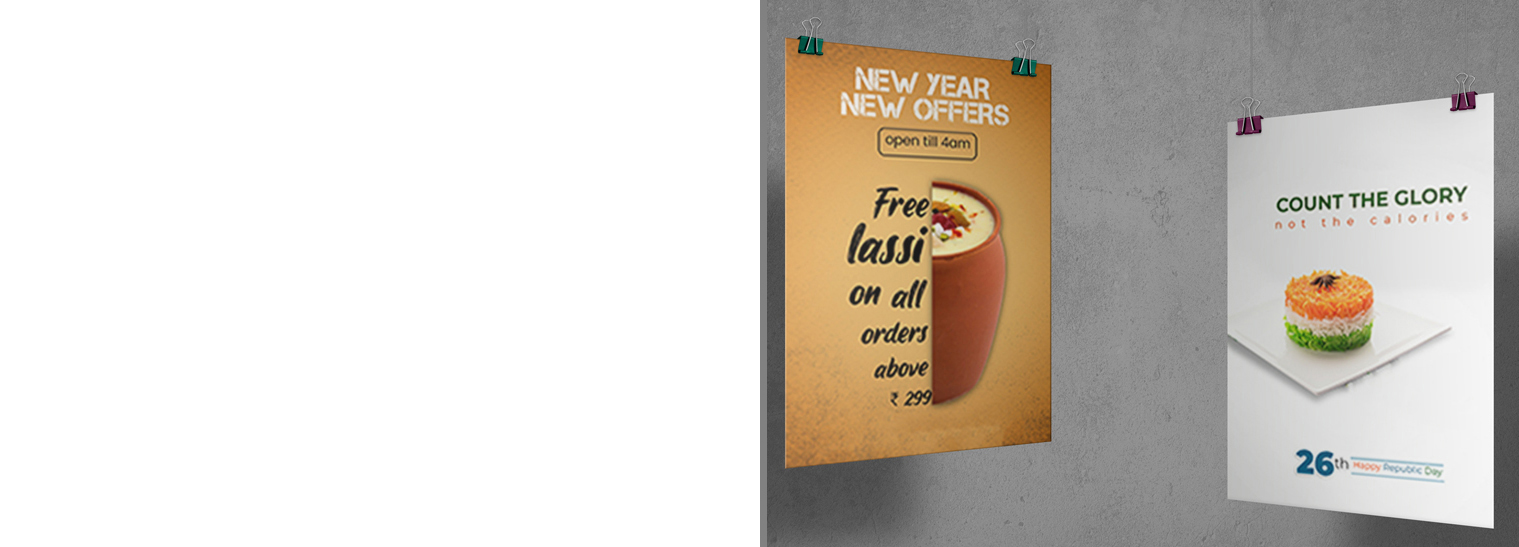 NEW YEAR
NEW OFFERS
open till 4am
Free
lassi
on all
orders
above
₹ 299
COUNT THE GLORY
not the calories
26th Happy Republic Day